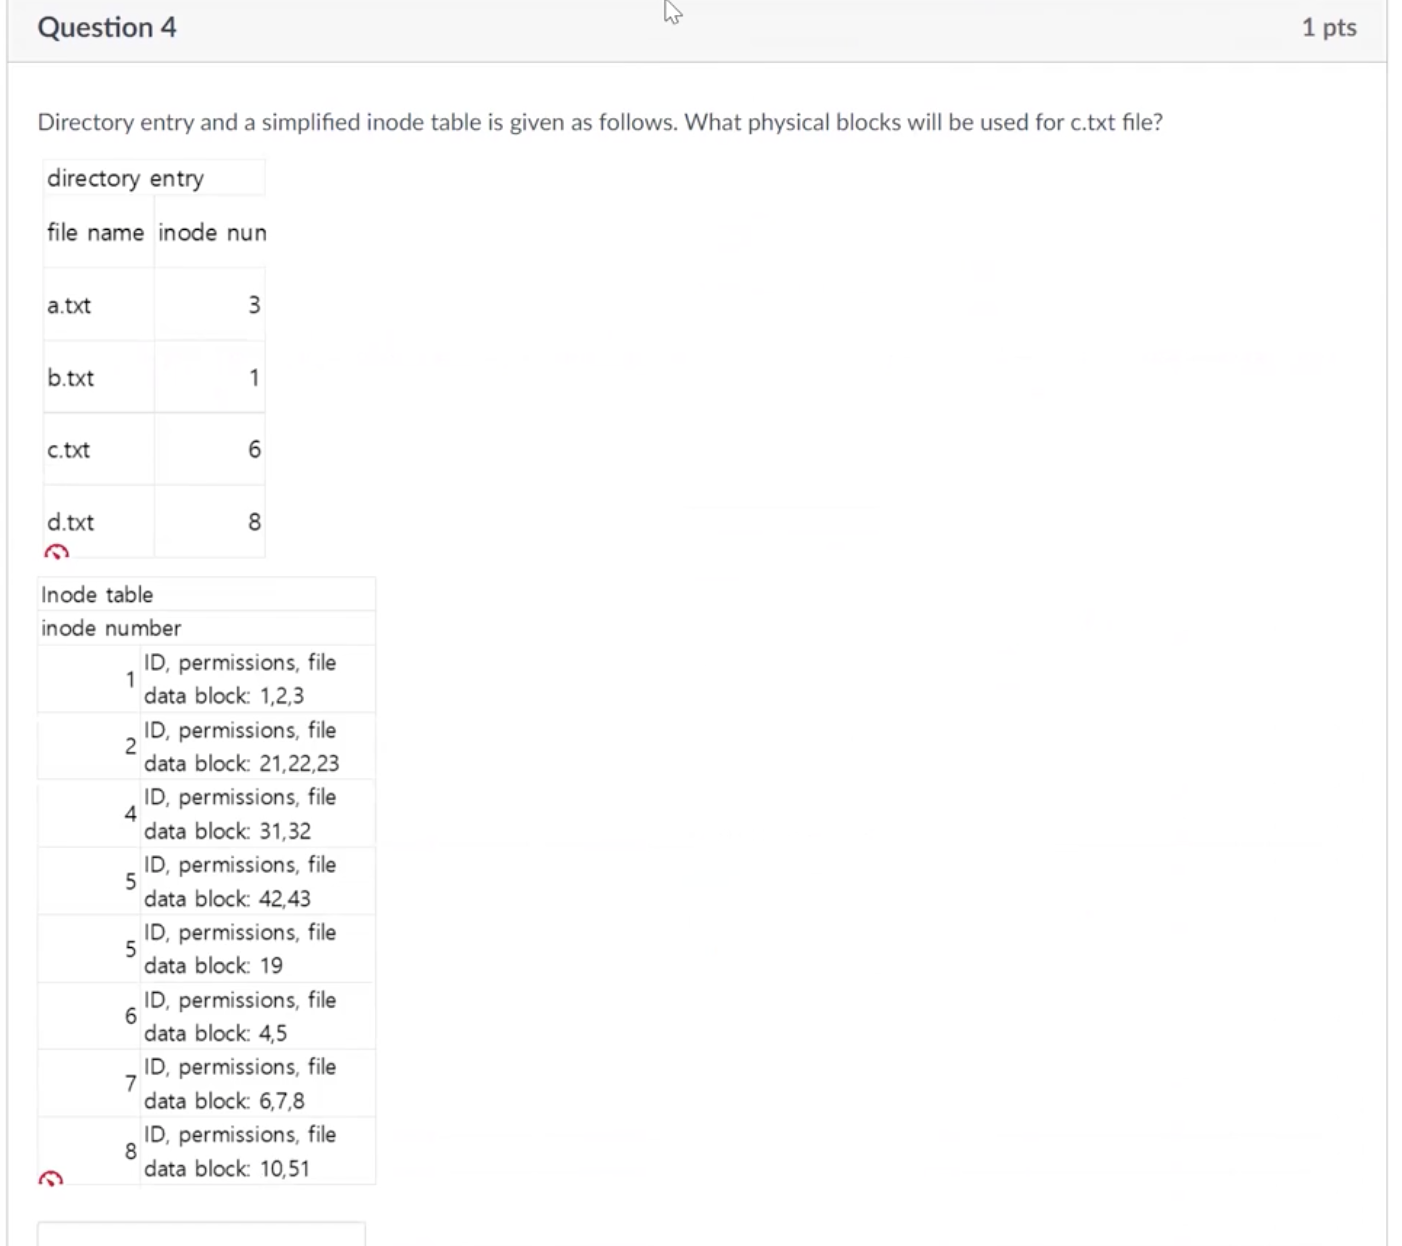 Question 4
1 pts
Directory entry and a simplified inode table is given as follows. What physical blocks will be used for c.txt file?
directory entry
file name inode nun
a.txt 3
b.txt 1
c.txt 6
d.txt 8
Inode table
inode number
1 ID, permissions, file
data block: 1,2,3
2 ID, permissions, file
data block: 21,22,23
4 ID, permissions, file
data block: 31,32
5 ID, permissions, file
data block: 42,43
5 ID, permissions, file
data block: 19
6 ID, permissions, file
data block: 4,5
7 ID, permissions, file
data block: 6,7,8
8 ID, permissions, file
data block: 10,51